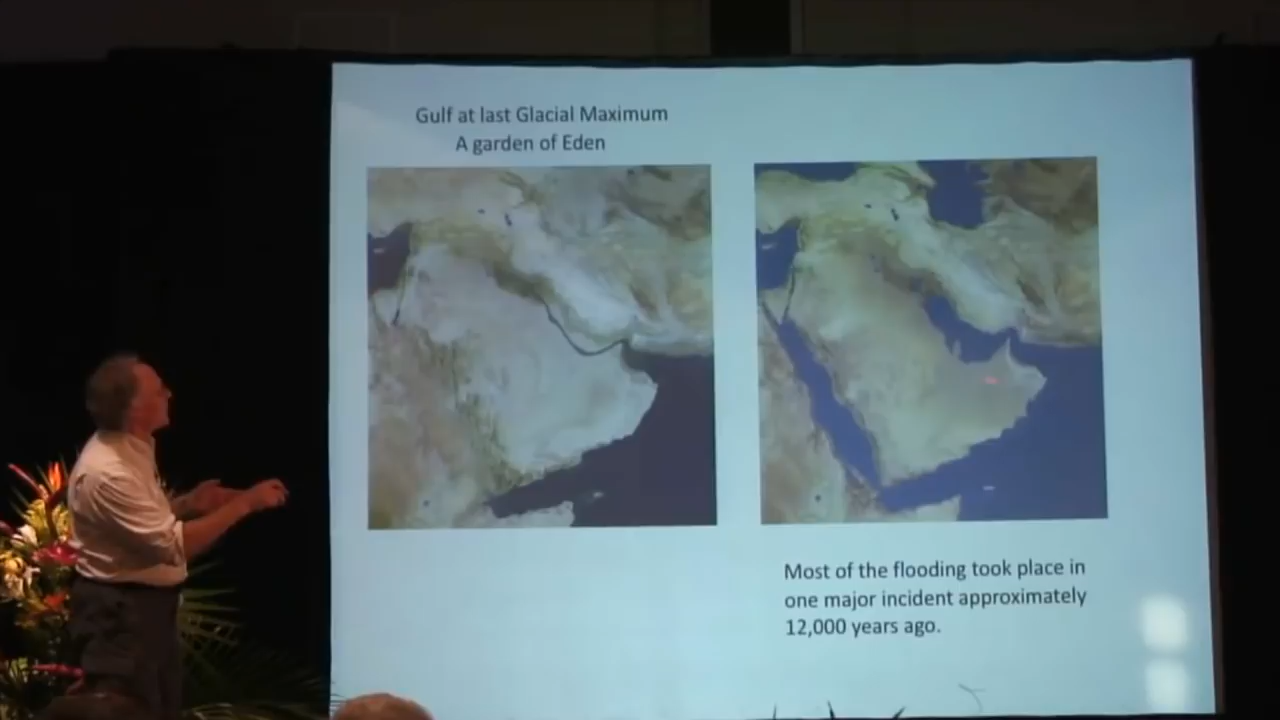 Gulf at last Glacial Maximum
A garden of Eden
Most of the flooding took place in
one major incident approximately
12,000 years ago.